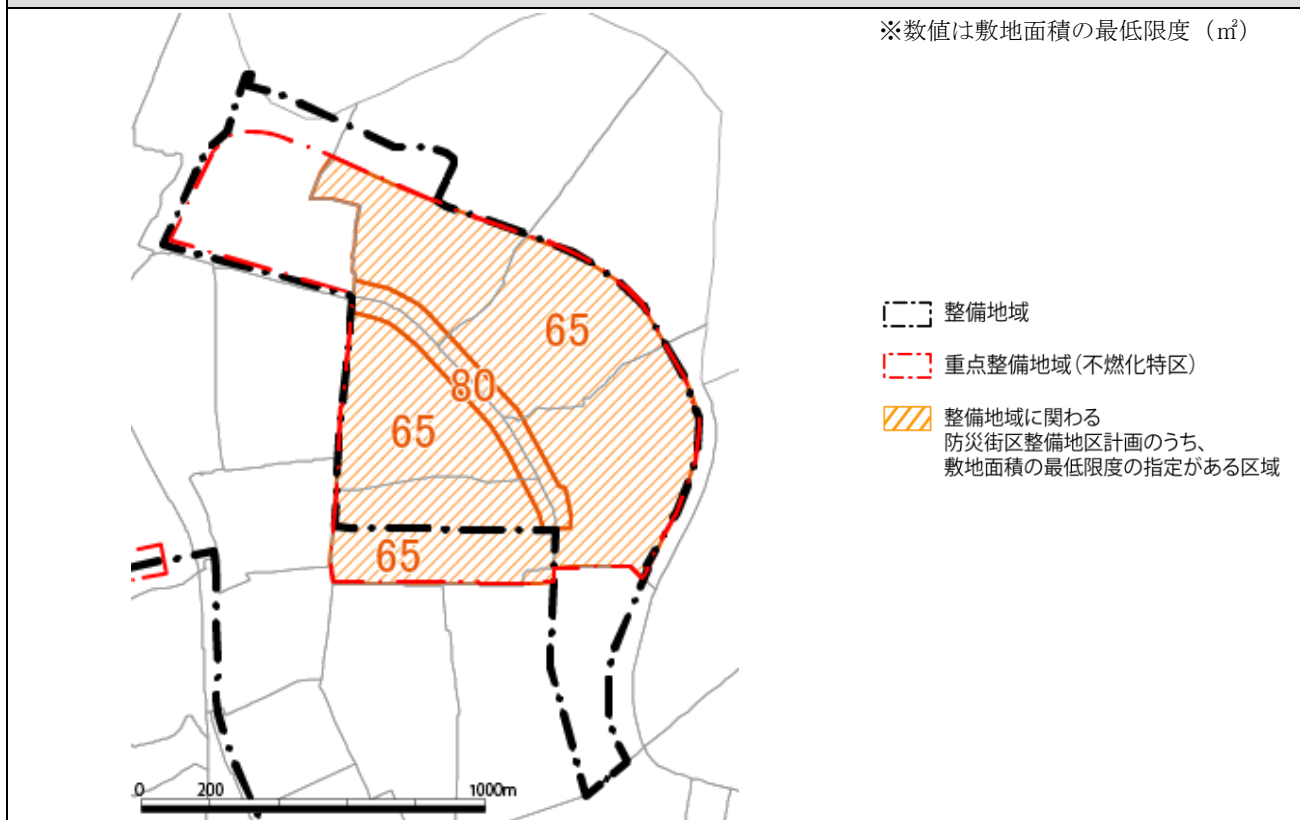 ※数値は敷地面積の最低限度（㎡）
65
80
65
65
整備地域
重点整備地域（不燃化特区）
整備地域に関わる
防災街区整備地区計画のうち、
敷地面積の最低限度の指定がある区域
0 200 1000m